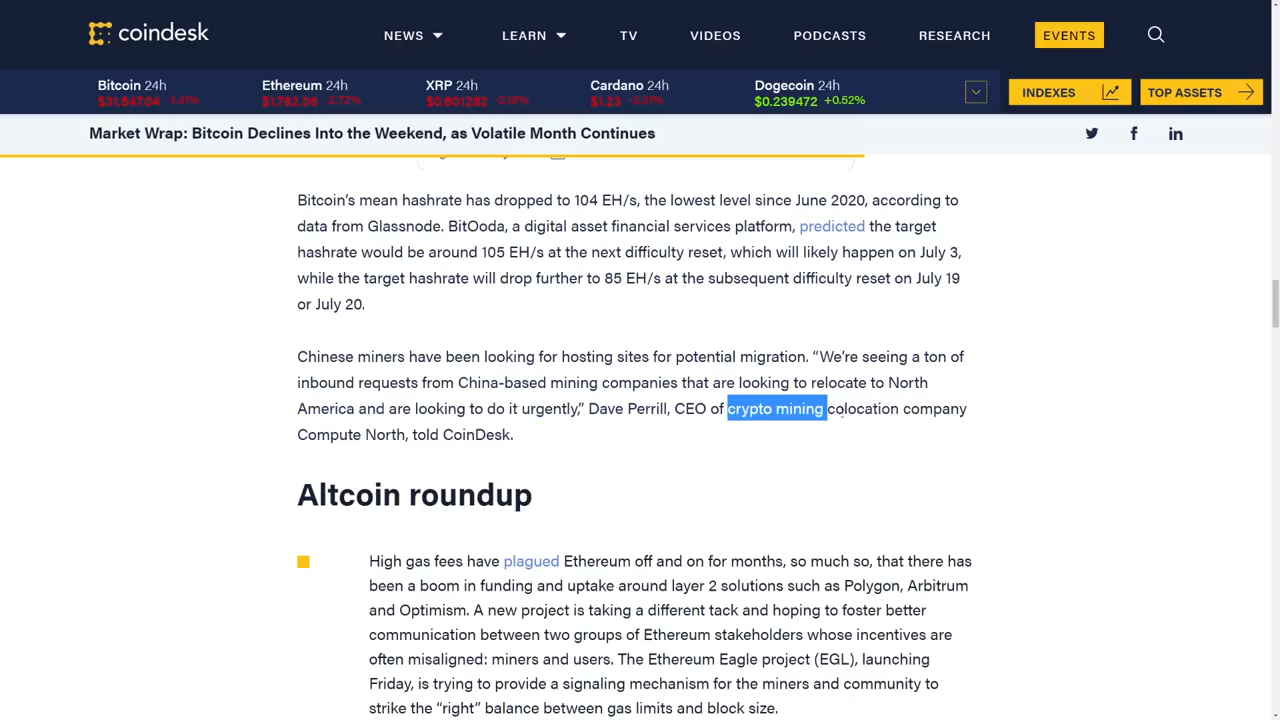 coindesk
NEWS LEARN TV VIDEOS PODCASTS RESEARCH EVENTS
Bitcoin 24h Ethereum 24h XRP 24h Cardano 24h Dogecoin 24h
$31,547.04 -1.41% $1,762.06 -2.72% $0.601282 -2.19% $1.23 -3.37% $0.239472 +0.52%
INDEXES TOP ASSETS
Market Wrap: Bitcoin Declines Into the Weekend, as Volatile Month Continues
Bitcoin’s mean hashrate has dropped to 104 EH/s, the lowest level since June 2020, according to
data from Glassnode. BitOoda, a digital asset financial services platform, predicted the target
hashrate would be around 105 EH/s at the next difficulty reset, which will likely happen on July 3,
while the target hashrate will drop further to 85 EH/s at the subsequent difficulty reset on July 19
or July 20.
Chinese miners have been looking for hosting sites for potential migration. “We’re seeing a ton of
inbound requests from China-based mining companies that are looking to relocate to North
America and are looking to do it urgently,” Dave Perrill, CEO of crypto mining colocation company
Compute North, told CoinDesk.
Altcoin roundup
High gas fees have plagued Ethereum off and on for months, so much so, that there has
been a boom in funding and uptake around layer 2 solutions such as Polygon, Arbitrum
and Optimism. A new project is taking a different tack and hoping to foster better
communication between two groups of Ethereum stakeholders whose incentives are
often misaligned: miners and users. The Ethereum Eagle project (EGL), launching
Friday, is trying to provide a signaling mechanism for the miners and community to
strike the “right” balance between gas limits and block size.